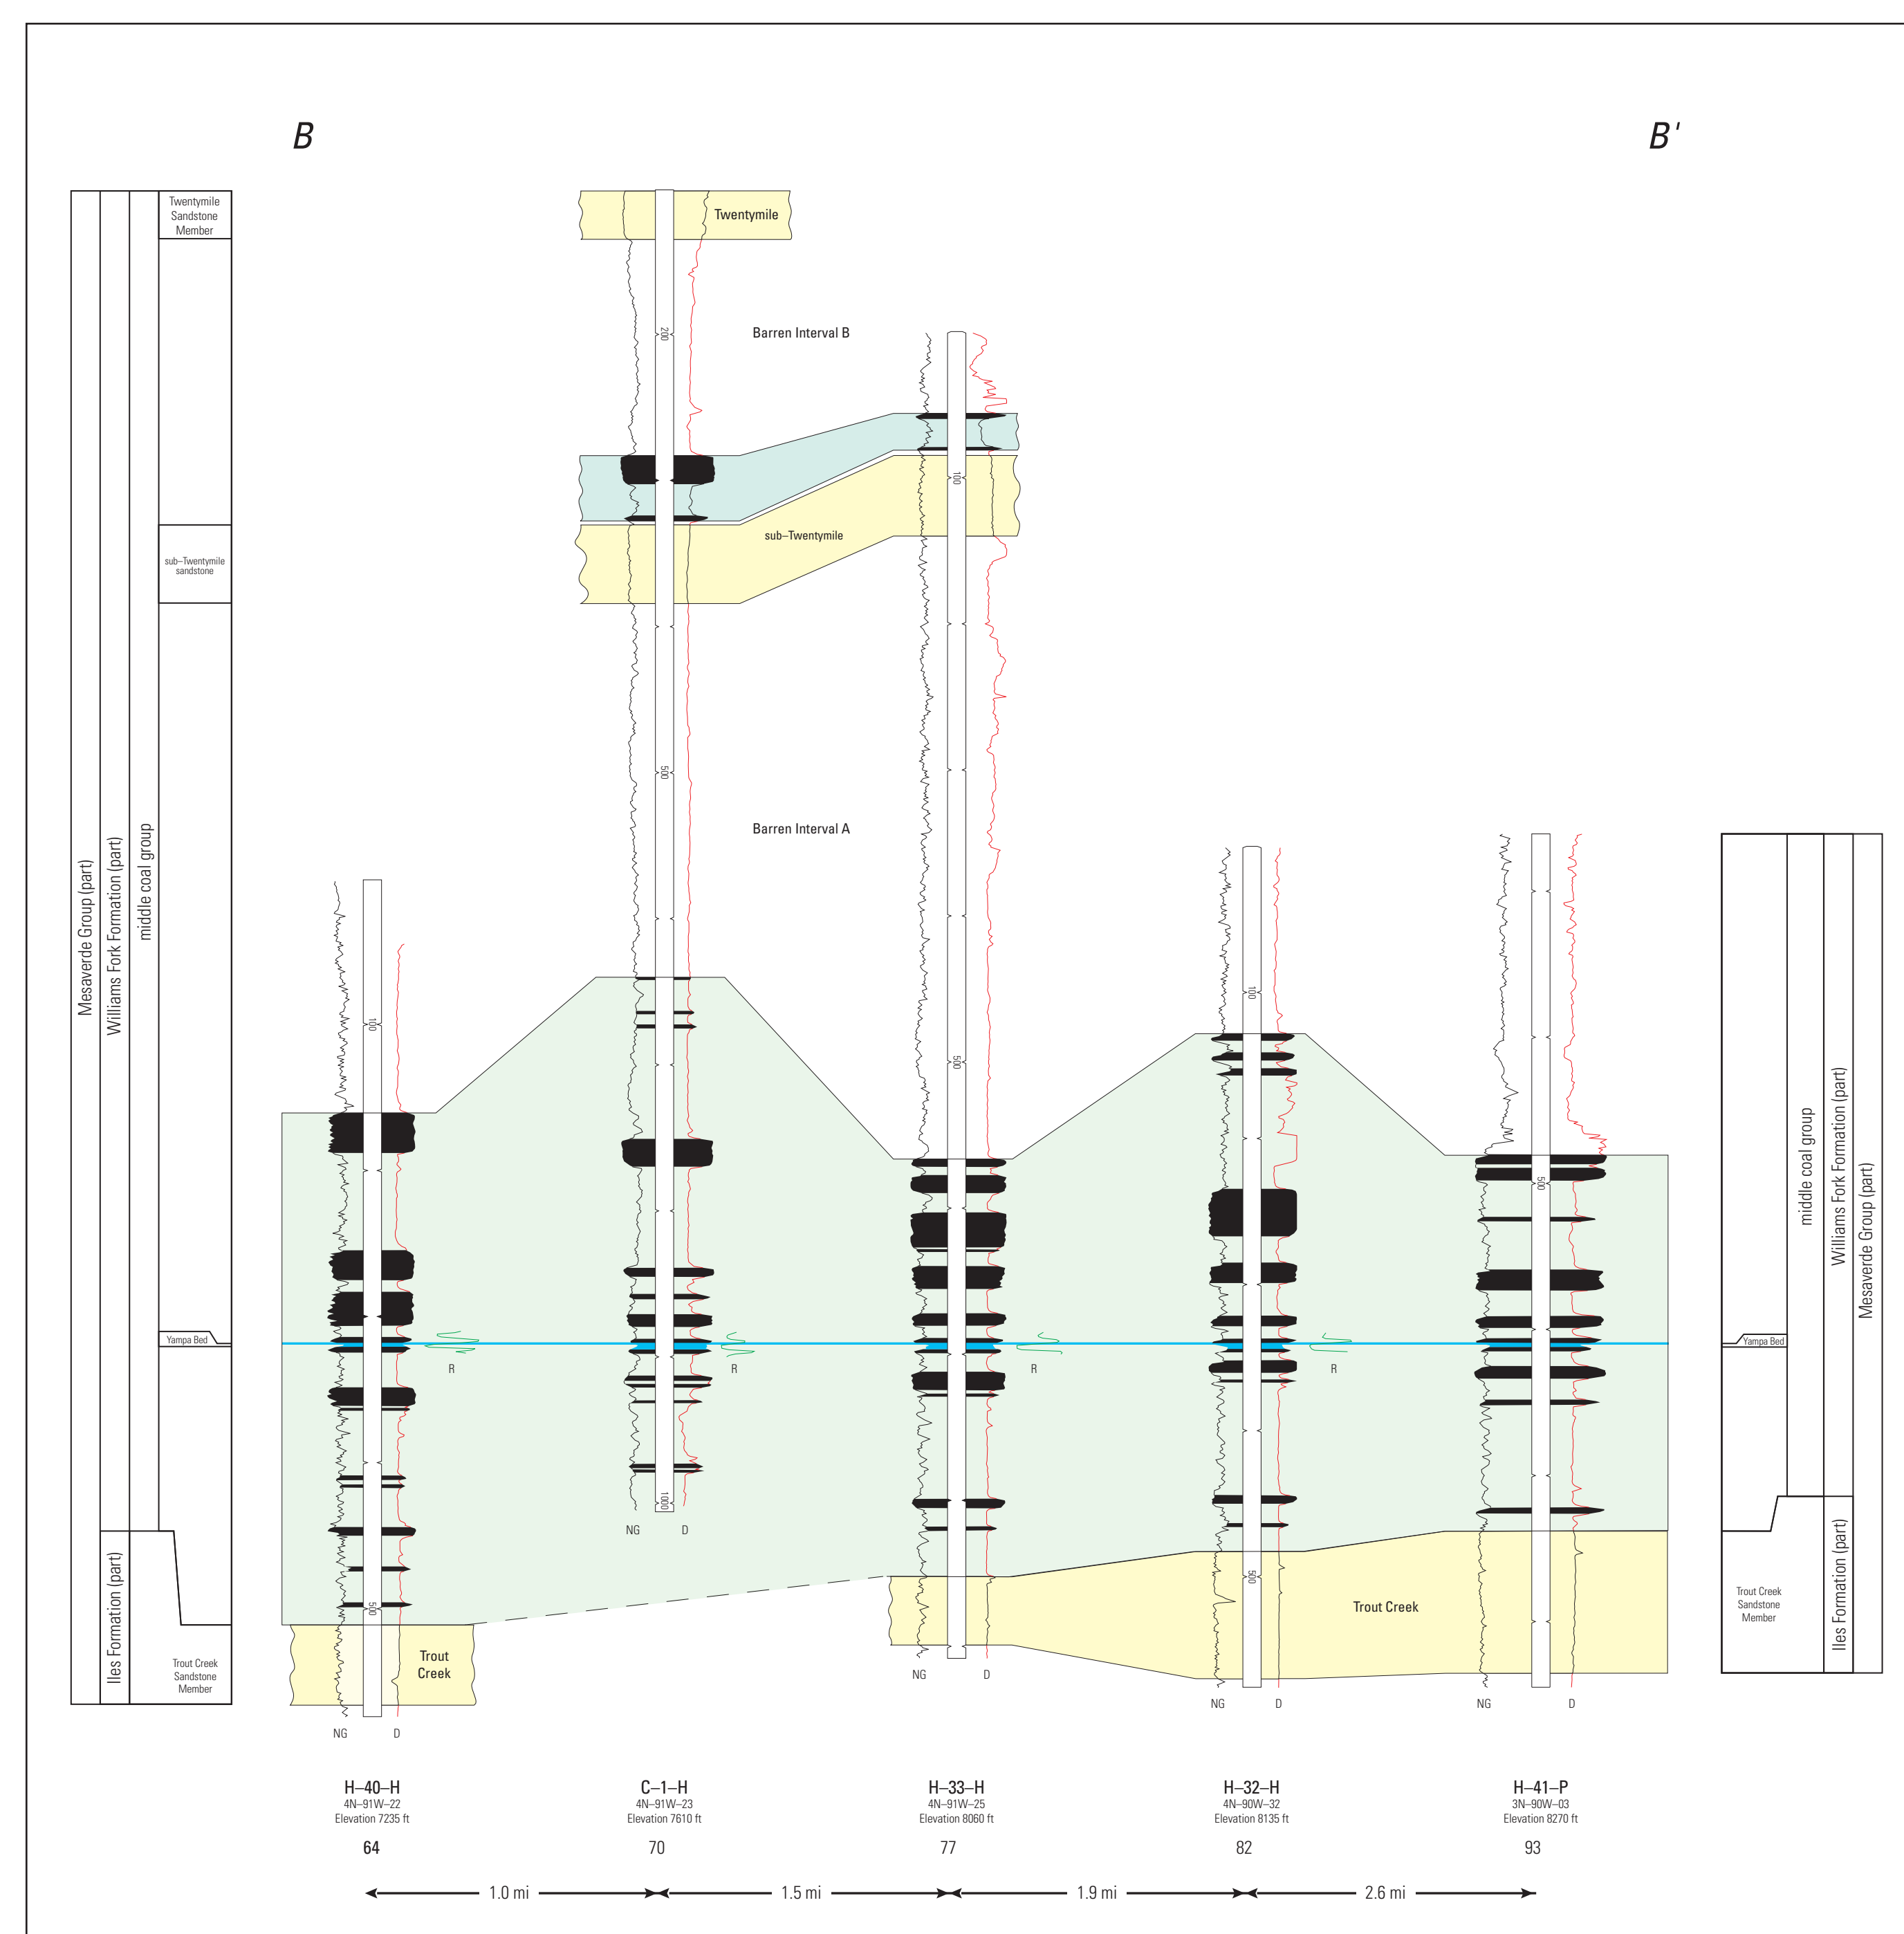 B
B'
Twentymile
Sandstone
Member
sub–Twentymile
sandstone
Yampa Bed
Trout Creek
Sandstone
Member
Mesaverde Group (part)
Williams Fork Formation (part)
middle coal group
Iles Formation (part)
Twentymile
Barren Interval B
sub–Twentymile
Barren Interval A
200
500
1000
100
500
100
500
100
500
500
R
R
R
R
NG
D
NG
D
NG
D
NG
D
NG
D
Trout
Creek
Trout Creek
middle coal group
Williams Fork Formation (part)
Mesaverde Group (part)
Yampa Bed
Trout Creek
Sandstone
Member
Iles Formation (part)
H–40–H
4N–91W–22
Elevation 7235 ft
64
C–1–H
4N–91W–23
Elevation 7610 ft
70
H–33–H
4N–91W–25
Elevation 8060 ft
77
H–32–H
4N–90W–32
Elevation 8135 ft
82
H–41–P
3N–90W–03
Elevation 8270 ft
93
1.0 mi
1.5 mi
1.9 mi
2.6 mi